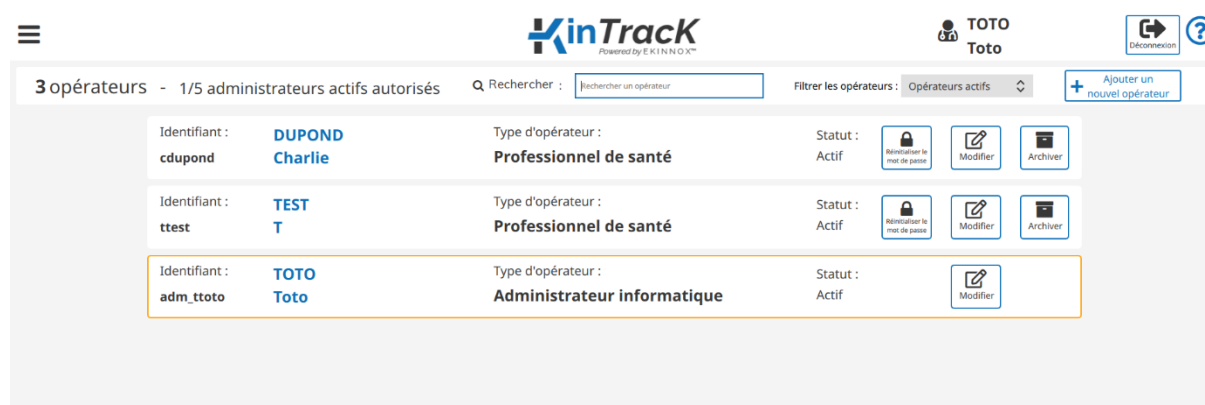 KinTracK
Powered by EKINNOX™
TOTO
Toto
Déconnexion
?
3 opérateurs - 1/5 administrateurs actifs autorisés
Rechercher :
Rechercher un opérateur
Filtrer les opérateurs :
Opérateurs actifs
+ Ajouter un
nouvel opérateur
Identifiant :
cdupond
DUPOND
Charlie
Type d'opérateur :
Professionnel de santé
Statut :
Actif
Réinitialiser le
mot de passe
Modifier
Archiver
Identifiant :
ttest
TEST
T
Type d'opérateur :
Professionnel de santé
Statut :
Actif
Réinitialiser le
mot de passe
Modifier
Archiver
Identifiant :
adm_ttoto
TOTO
Toto
Type d'opérateur :
Administrateur informatique
Statut :
Actif
Modifier